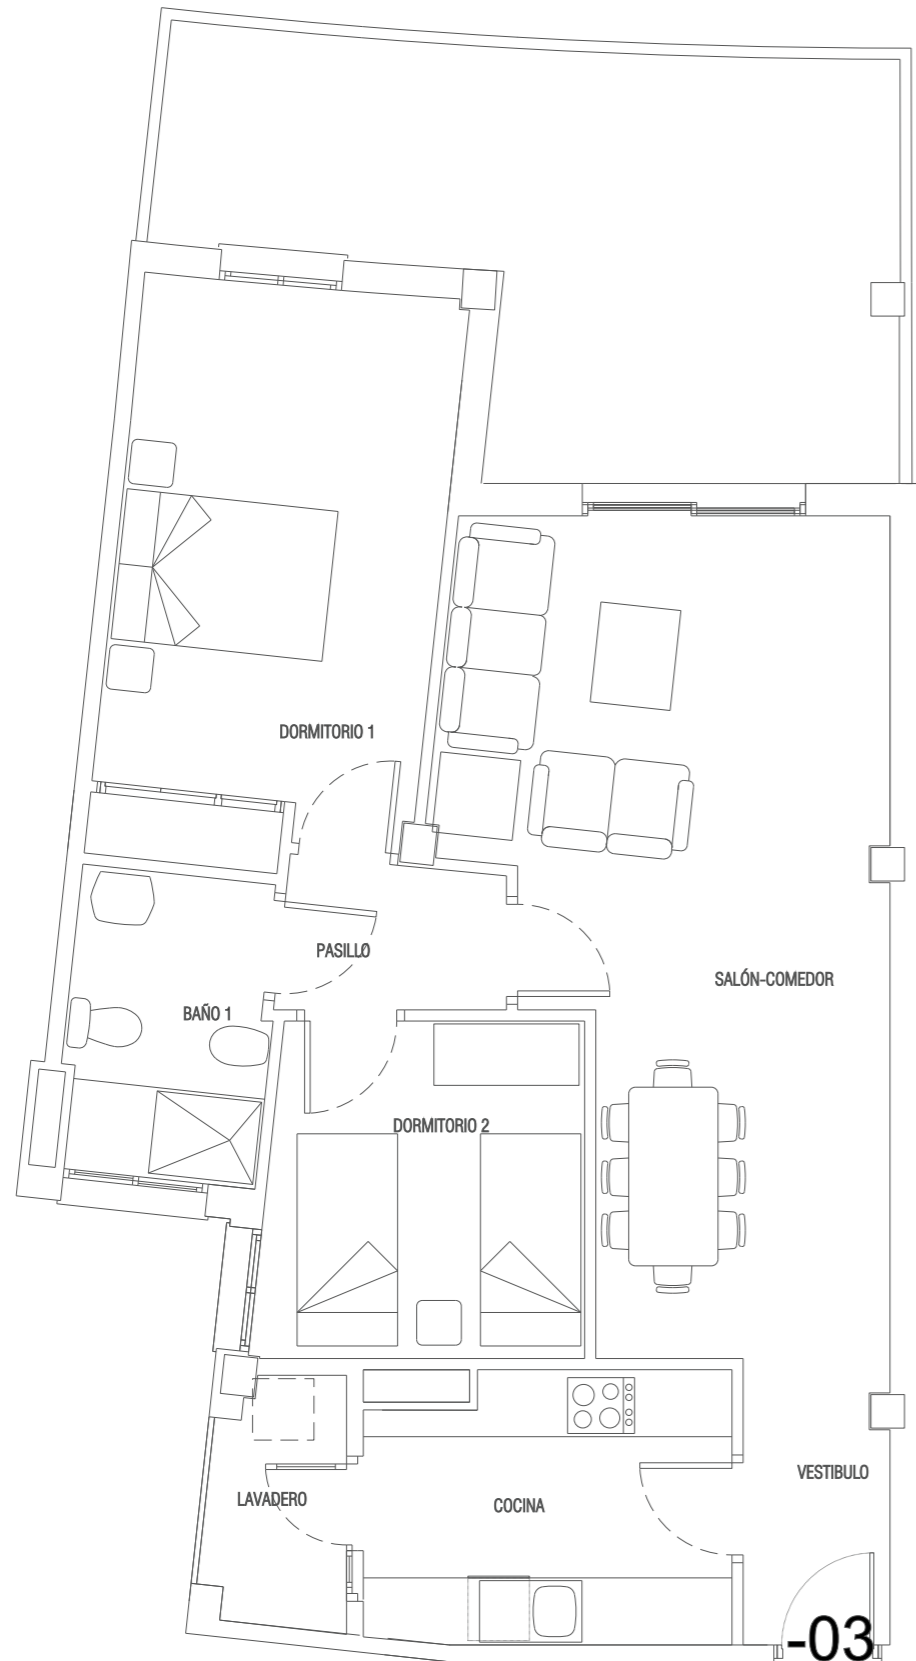 DORMITORIO 1
PASILLO
SALÓN-COMEDOR
BAÑO 1
DORMITORIO 2
VESTIBULO
LAVADERO
COCINA
-03